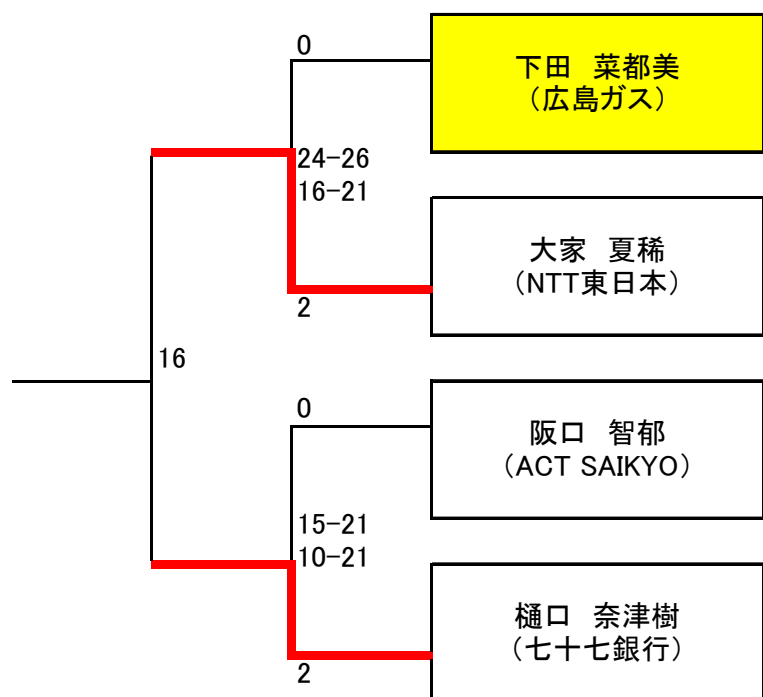 0
下田 菜都美
(広島ガス)
24-26
16-21
大家 夏稀
(NTT東日本)
2
16
0
阪口 智郁
(ACT SAIKYO)
15-21
10-21
樋口 奈津樹
(七十七銀行)
2